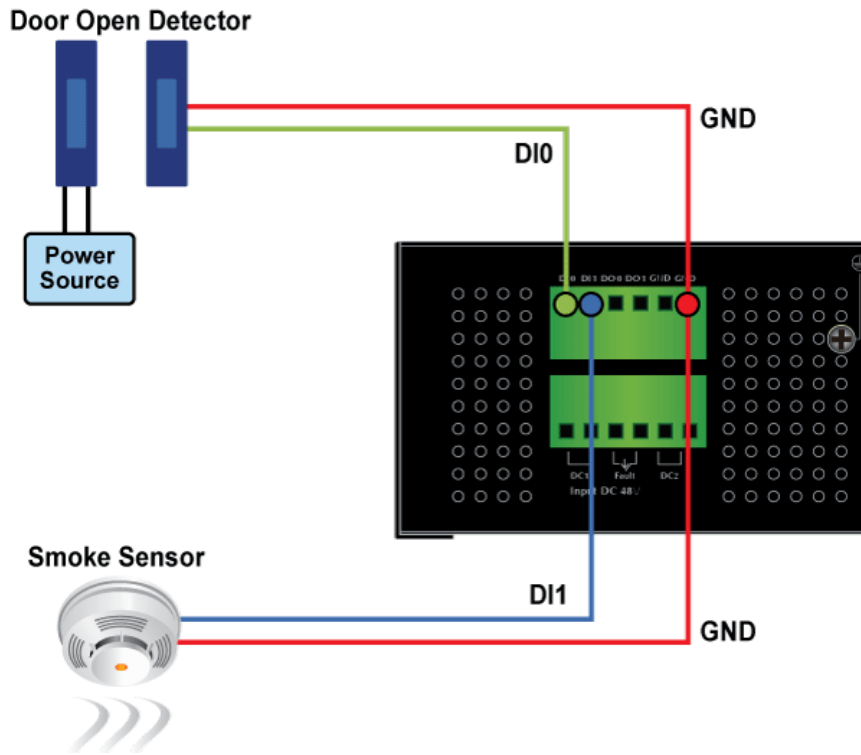 Door Open Detector
GND
DI0
Power
Source
DI0 DI1 DO0 DO1 GND GND
DC1 Fault DC2
Input DC 48V
Smoke Sensor
DI1
GND